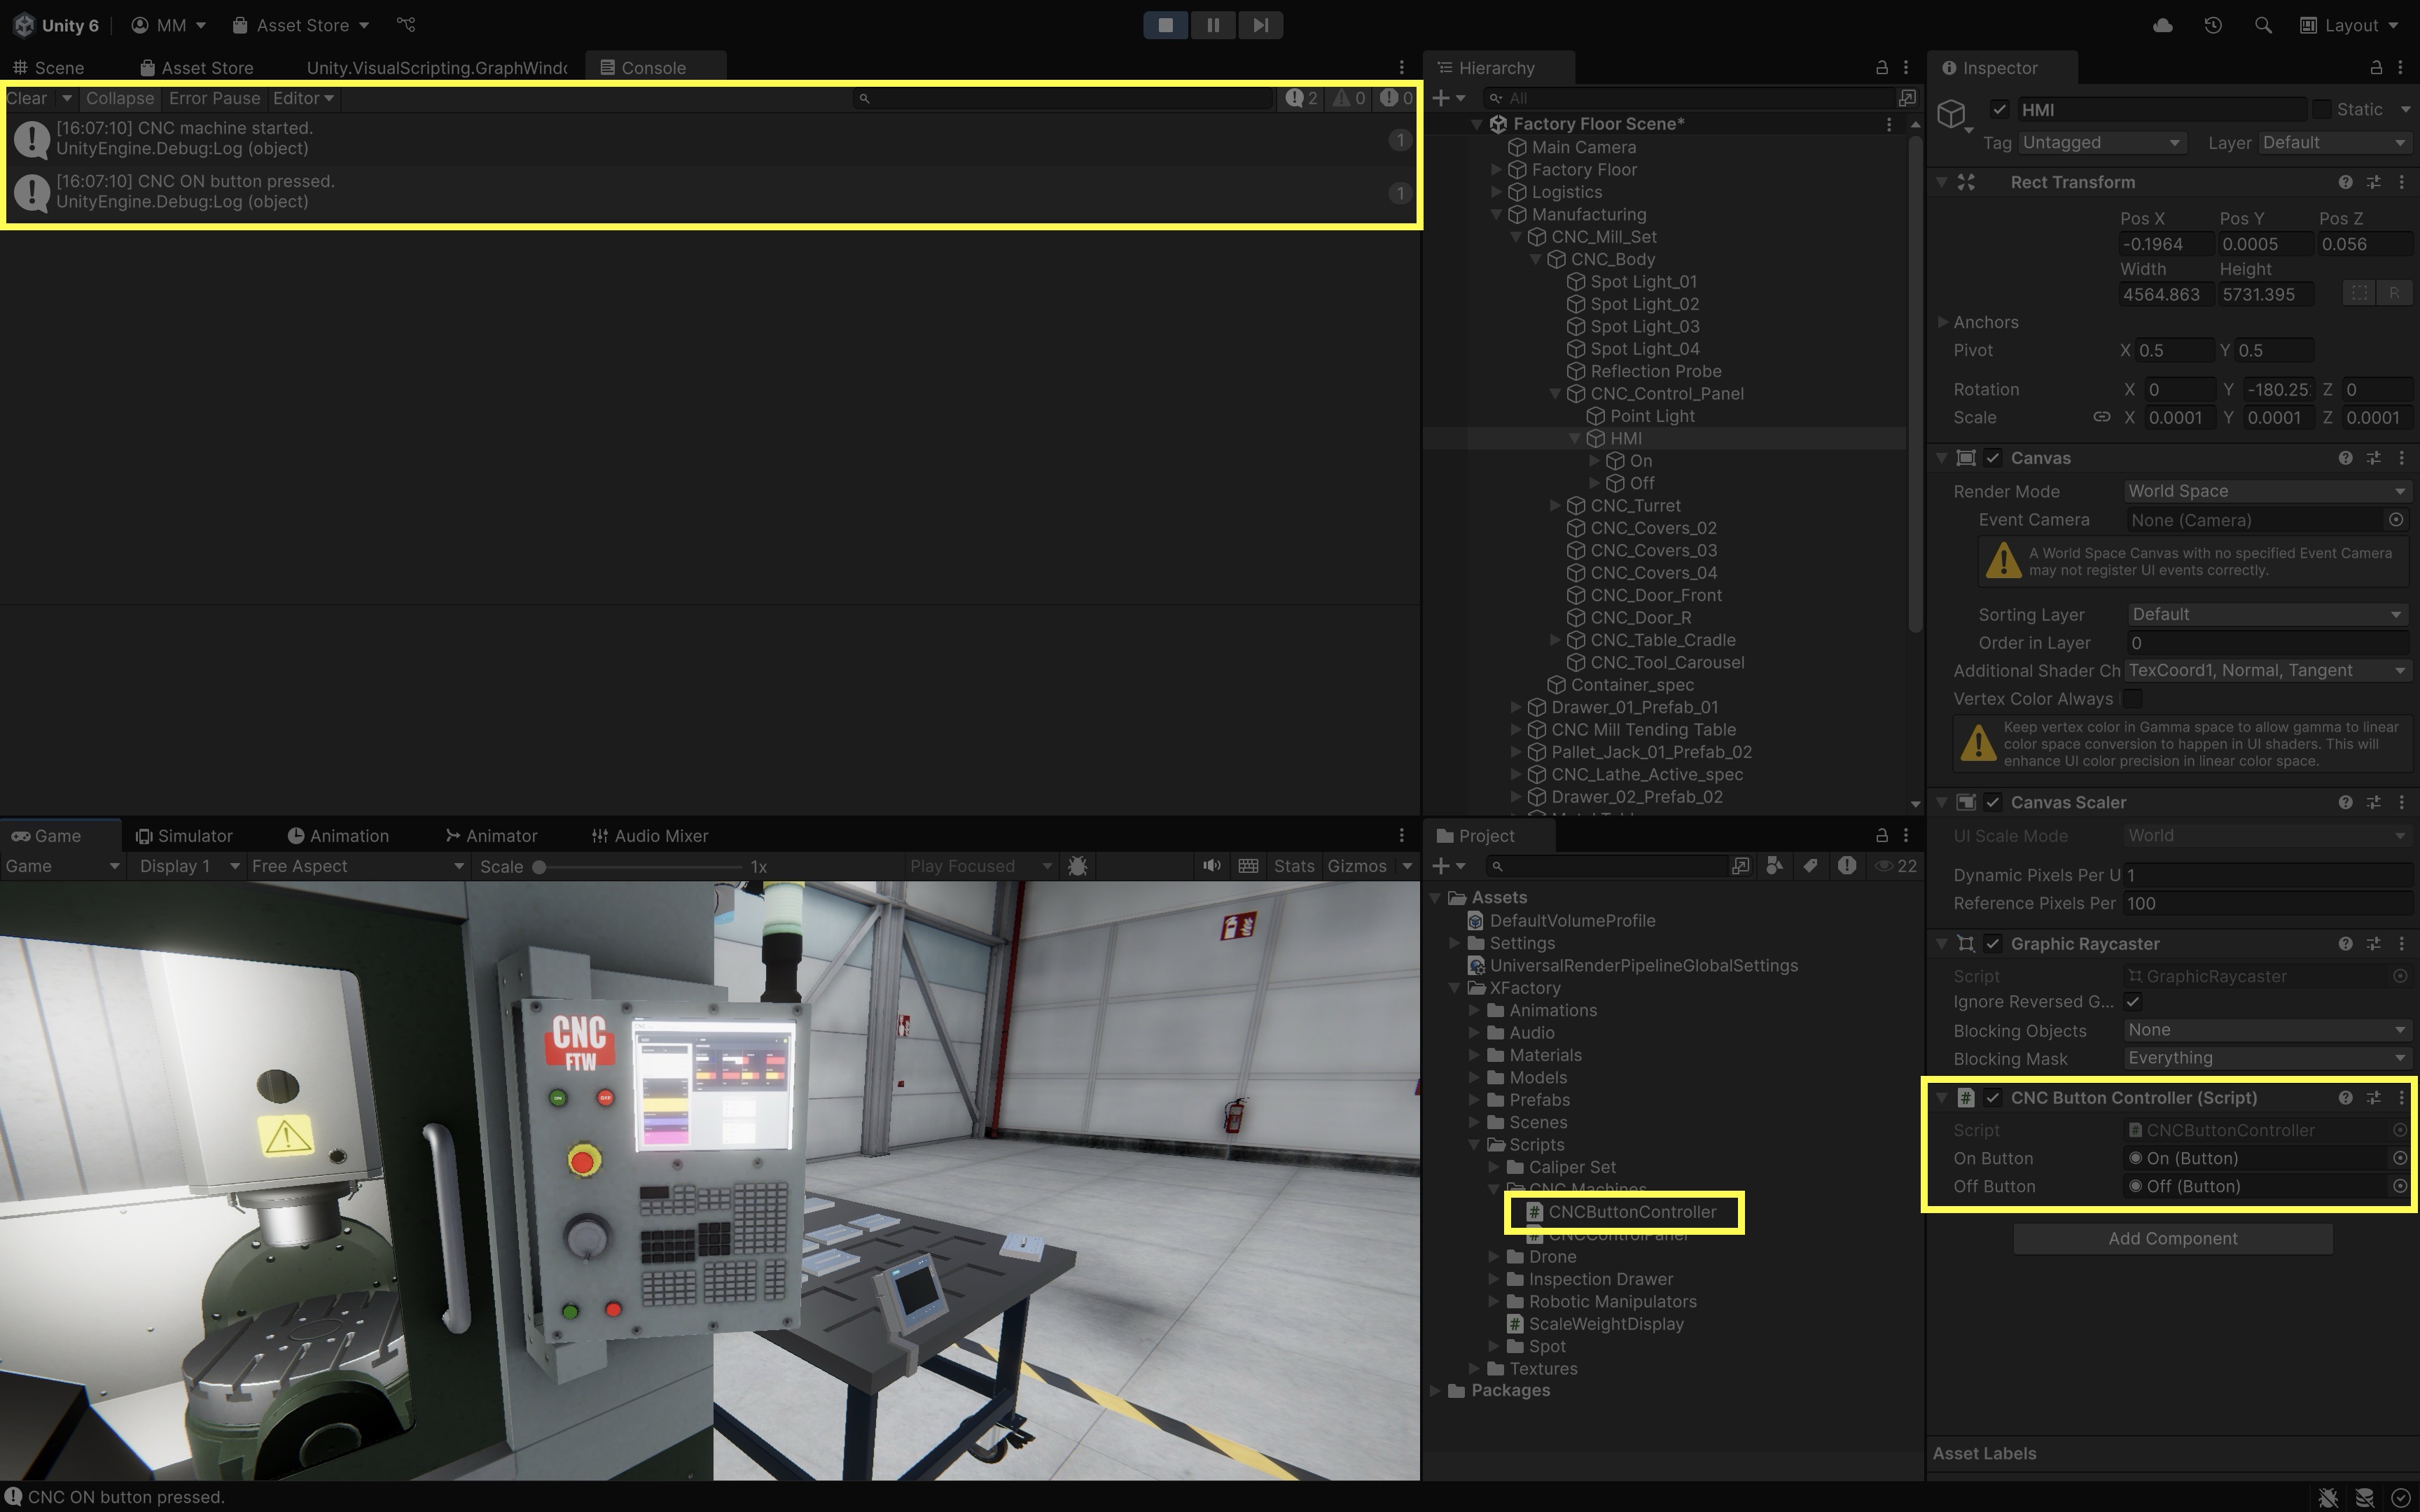 Unity 6 MM Asset Store Layout
Scene Asset Store Unity.VisualScripting.GraphWind Console
Clear Collapse Error Pause Editor 2 0 0
[16:07:10] CNC machine started.
UnityEngine.Debug:Log (object)
1
[16:07:10] CNC ON button pressed.
UnityEngine.Debug:Log (object)
1
Hierarchy
All
Factory Floor Scene*
Main Camera
Factory Floor
Logistics
Manufacturing
CNC_Mill_Set
CNC_Body
Spot Light_01
Spot Light_02
Spot Light_03
Spot Light_04
Reflection Probe
CNC_Control_Panel
Point Light
HMI
On
Off
CNC_Turret
CNC_Covers_02
CNC_Covers_03
CNC_Covers_04
CNC_Door_Front
CNC_Door_R
CNC_Table_Cradle
CNC_Tool_Carousel
Container_spec
Drawer_01_Prefab_01
CNC Mill Tending Table
Pallet_Jack_01_Prefab_02
CNC_Lathe_Active_spec
Drawer_02_Prefab_02
Inspector
HMI Static
Tag Untagged Layer Default
Rect Transform
Pos X Pos Y Pos Z
-0.1964 0.0005 0.056
Width Height
4564.863 5731.395 R
Anchors
Pivot X 0.5 Y 0.5
Rotation X 0 Y -180.25 Z 0
Scale X 0.0001 Y 0.0001 Z 0.0001
Canvas
Render Mode World Space
Event Camera None (Camera)
A World Space Canvas with no specified Event Camera
may not register UI events correctly.
Sorting Layer Default
Order in Layer 0
Additional Shader Ch TexCoord1, Normal, Tangent
Vertex Color Always
Keep vertex color in Gamma space to allow gamma to linear
color space conversion to happen in UI shaders. This will
enhance UI color precision in linear color space.
Canvas Scaler
UI Scale Mode World
Dynamic Pixels Per U 1
Reference Pixels Per 100
Graphic Raycaster
Script GraphicRaycaster
Ignore Reversed G...
Blocking Objects None
Blocking Mask Everything
CNC Button Controller (Script)
Script CNCButtonController
On Button On (Button)
Off Button Off (Button)
Add Component
Asset Labels
Game Simulator Animation Animator Audio Mixer
Game Display 1 Free Aspect Scale 1x Play Focused Stats Gizmos
CNC
FTW
ON OFF
Project
22
Assets
DefaultVolumeProfile
Settings
UniversalRenderPipelineGlobalSettings
XFactory
Animations
Audio
Materials
Models
Prefabs
Scenes
Scripts
Caliper Set
CNC Machines
CNCButtonController
CNCControlPanel
Drone
Inspection Drawer
Robotic Manipulators
ScaleWeightDisplay
Spot
Textures
Packages
CNC ON button pressed.